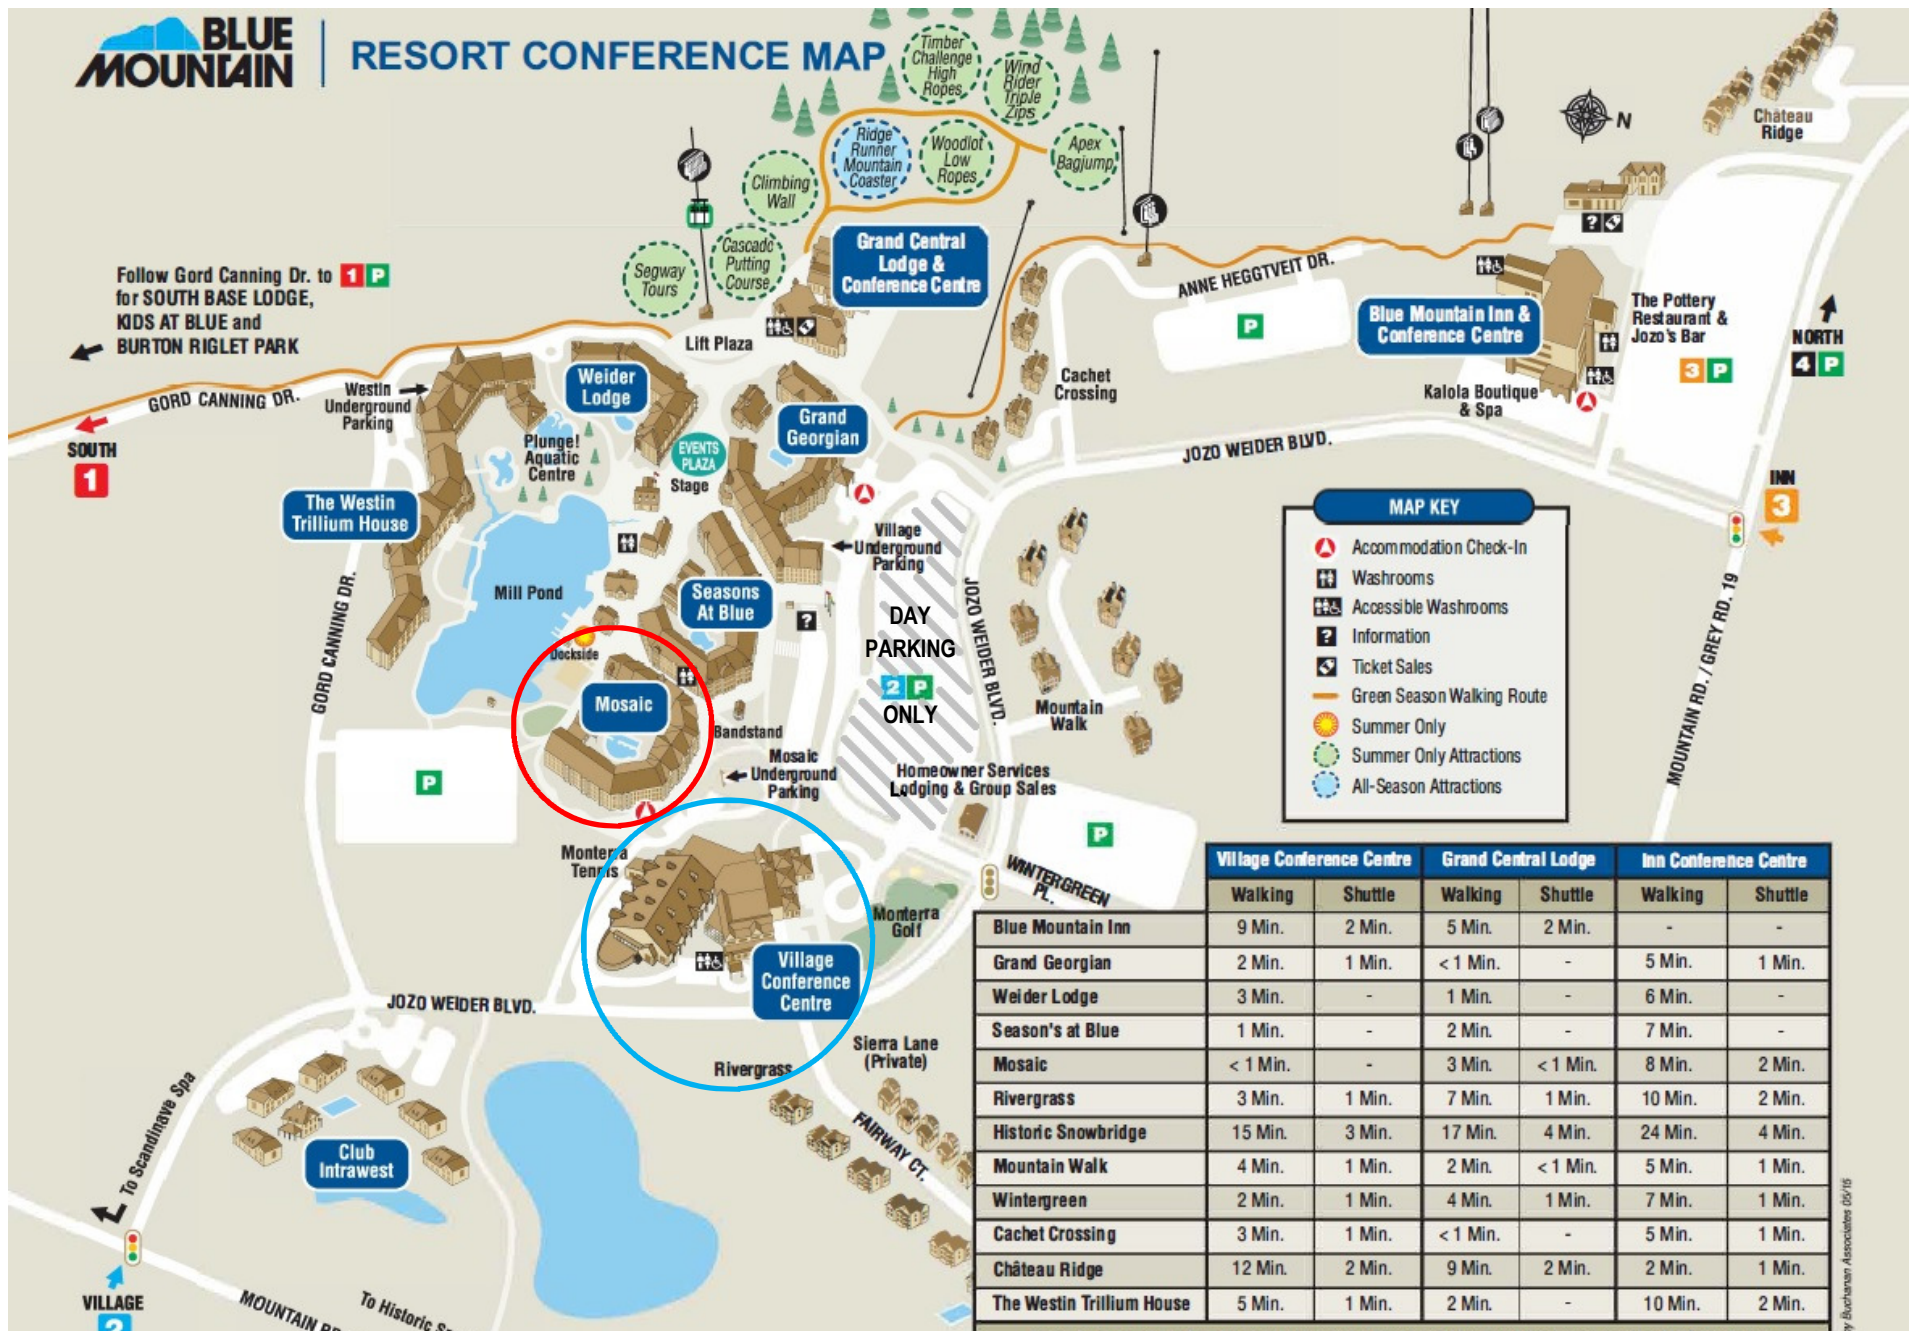 BLUE
MOUNTAIN
RESORT CONFERENCE MAP
Timber
Challenge
High
Ropes
Wind
Rider
Triple
Zips
Ridge
Runner
Mountain
Coaster
Woodlot
Low
Ropes
Apex
Bagjump
Climbing
Wall
Cascade
Putting
Course
Segway
Tours
N
Château
Ridge
Grand Central
Lodge &
Conference Centre
Follow Gord Canning Dr. to 1 P
for SOUTH BASE LODGE,
KIDS AT BLUE and
BURTON RIGLET PARK
ANNE HEGGTVEIT DR.
P
Blue Mountain Inn &
Conference Centre
The Pottery
Restaurant &
Jozo's Bar
3 P
NORTH
4 P
Lift Plaza
Weider
Lodge
Westin
Underground
Parking
GORD CANNING DR.
SOUTH
1
Cachet
Crossing
Kalola Boutique
& Spa
Grand
Georgian
Plunge!
Aquatic
Centre
EVENTS
PLAZA
Stage
JOZO WEIDER BLVD.
INN
3
The Westin
Trillium House
Village
Underground
Parking
MAP KEY
Accommodation Check-In
Washrooms
Accessible Washrooms
? Information
Ticket Sales
Green Season Walking Route
Summer Only
Summer Only Attractions
All-Season Attractions
Mill Pond
Seasons
At Blue
?
DAY
PARKING
2 P
ONLY
JOZO WEIDER BLVD.
GORD CANNING DR.
MOUNTAIN RD. / GREY RD. 19
Dockside
Mosaic
Bandstand
Mountain
Walk
P
Mosaic
Underground
Parking
Homeowner Services
Lodging & Group Sales
P
Monterra
Tennis
WINTERGREEN
PL.
Monterra
Golf
Village
Conference
Centre
JOZO WEIDER BLVD.
Sierra Lane
(Private)
Rivergrass
FAIRWAY CT.
To Scandinave Spa
Club
Intrawest
VILLAGE
2
MOUNTAIN
To Historic
Village Conference Centre Grand Central Lodge Inn Conference Centre
Walking Shuttle Walking Shuttle Walking Shuttle
Blue Mountain Inn 9 Min. 2 Min. 5 Min. 2 Min. - -
Grand Georgian 2 Min. 1 Min. < 1 Min. - 5 Min. 1 Min.
Weider Lodge 3 Min. - 1 Min. - 6 Min. -
Season's at Blue 1 Min. - 2 Min. - 7 Min. -
Mosaic < 1 Min. - 3 Min. < 1 Min. 8 Min. 2 Min.
Rivergrass 3 Min. 1 Min. 7 Min. 1 Min. 10 Min. 2 Min.
Historic Snowbridge 15 Min. 3 Min. 17 Min. 4 Min. 24 Min. 4 Min.
Mountain Walk 4 Min. 1 Min. 2 Min. < 1 Min. 5 Min. 1 Min.
Wintergreen 2 Min. 1 Min. 4 Min. 1 Min. 7 Min. 1 Min.
Cachet Crossing 3 Min. 1 Min. < 1 Min. - 5 Min. 1 Min.
Château Ridge 12 Min. 2 Min. 9 Min. 2 Min. 2 Min. 1 Min.
The Westin Trillium House 5 Min. 1 Min. 2 Min. - 10 Min. 2 Min.
Buchanan Associates 05/15